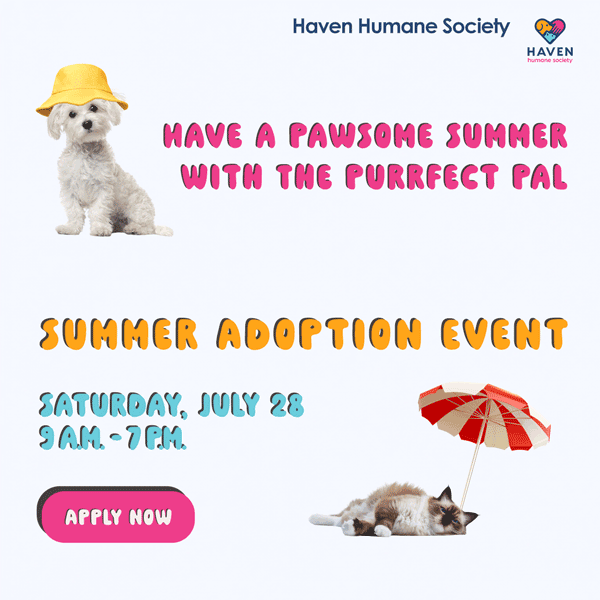 Haven Humane Society
HAVEN
humane society
HAVE A PAWSOME SUMMER
WITH THE PURRFECT PAL
SUMMER ADOPTION EVENT
SATURDAY, JULY 28
9 A.M. - 7 P.M.
APPLY NOW